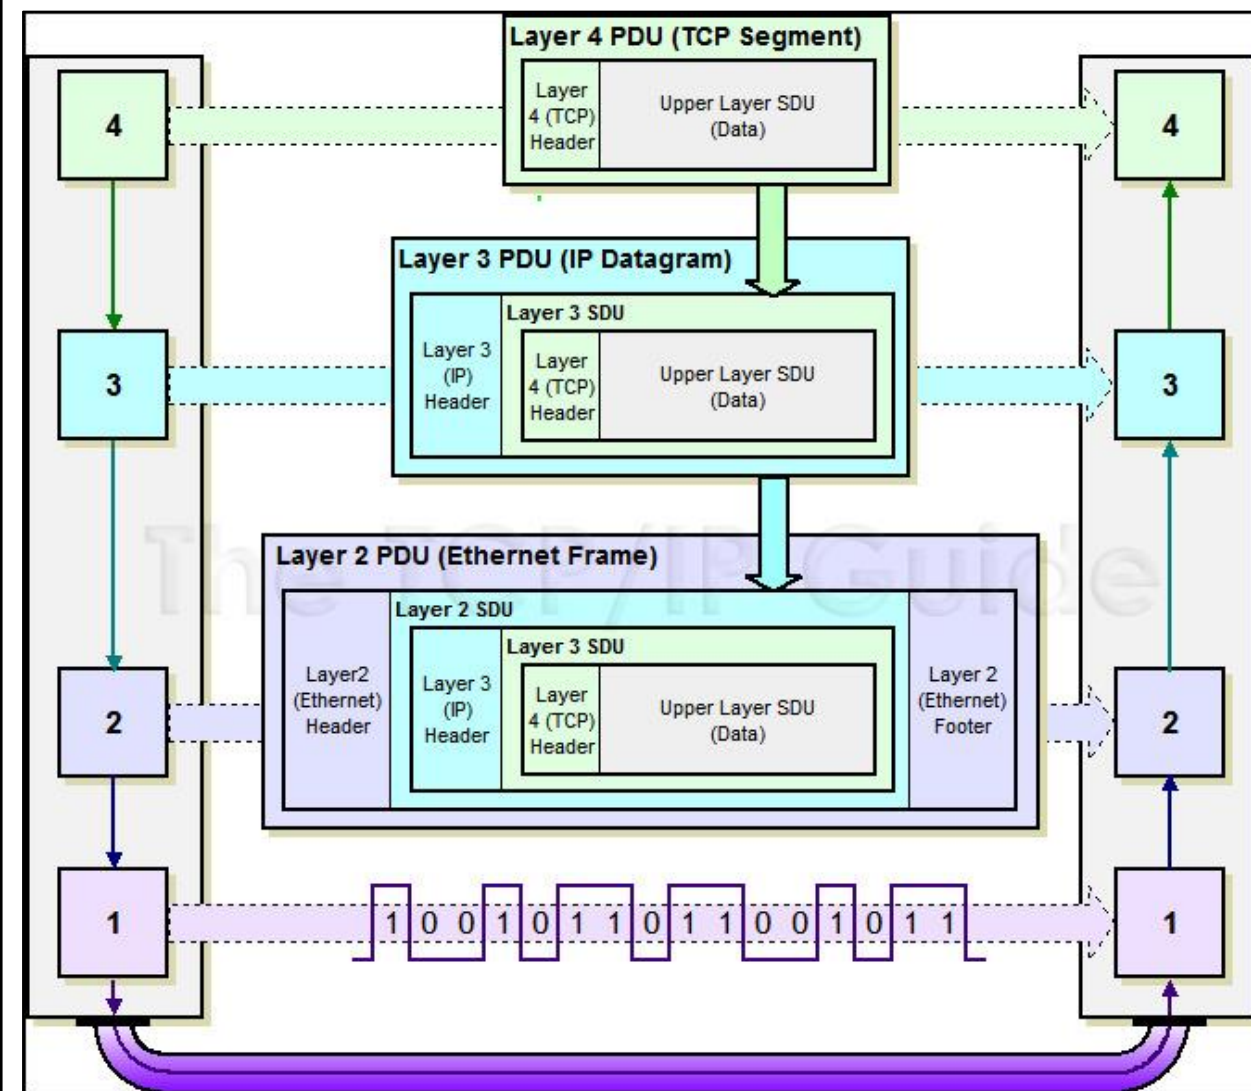 Layer 4 PDU (TCP Segment)
Layer
4 (TCP)
Header
Upper Layer SDU
(Data)
4
4
Layer 3 PDU (IP Datagram)
Layer 3 SDU
Layer 3
(IP)
Header
Layer
4 (TCP)
Header
Upper Layer SDU
(Data)
3
3
The TCP/IP Guide
Layer 2 PDU (Ethernet Frame)
Layer 2 SDU
Layer 3 SDU
Layer2
(Ethernet)
Header
Layer 3
(IP)
Header
Layer
4 (TCP)
Header
Upper Layer SDU
(Data)
Layer 2
(Ethernet)
Footer
2
2
1
1 0 0 1 0 1 1 0 1 1 0 0 1 0 1 1
1